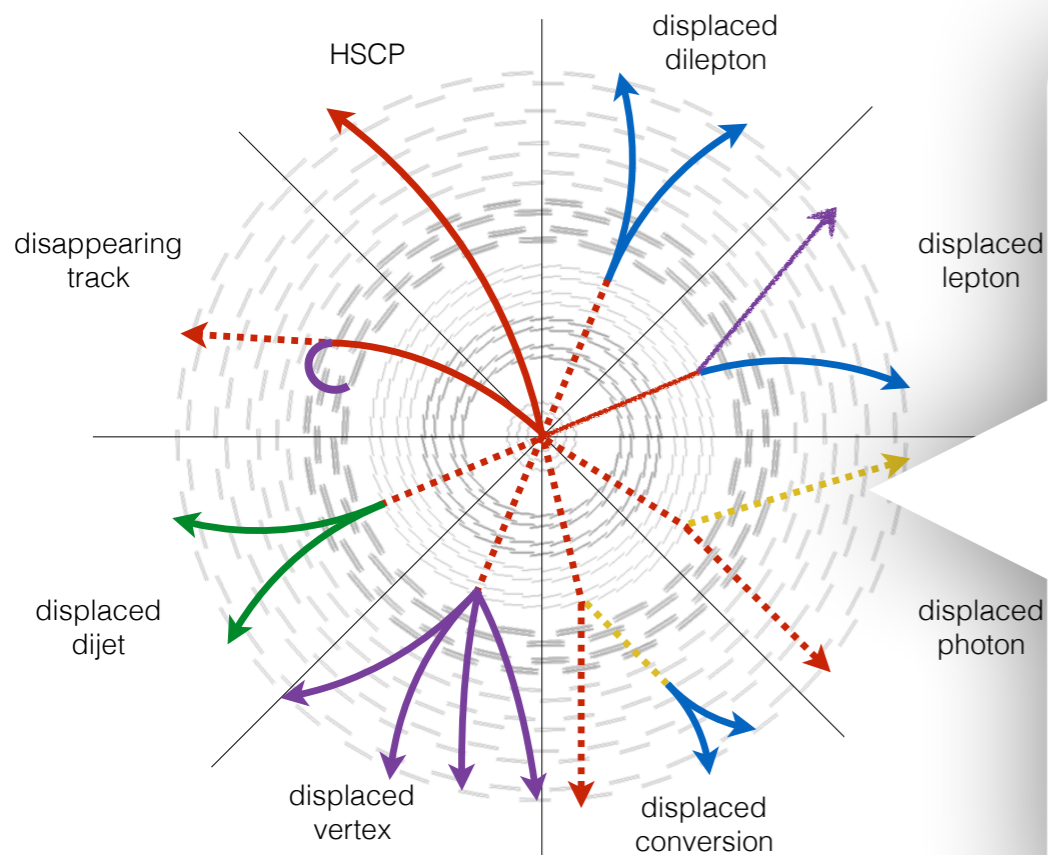 HSCP
displaced
dilepton
disappearing
track
displaced
lepton
displaced
dijet
displaced
photon
displaced
vertex
displaced
conversion